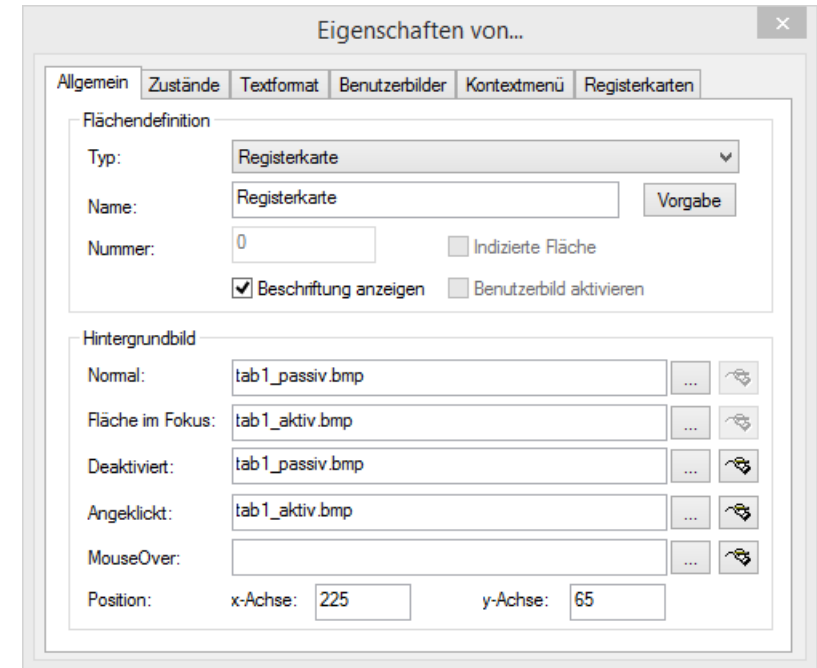 Eigenschaften von...
Allgemein Zustände Textformat Benutzerbilder Kontextmenü Registerkarten
Flächendefinition
Typ: Registerkarte
Name: Registerkarte Vorgabe
Nummer: 0 Indizierte Fläche
Beschriftung anzeigen Benutzerbild aktivieren
Hintergrundbild
Normal: tab1_passiv.bmp ...
Fläche im Fokus: tab1_aktiv.bmp ...
Deaktiviert: tab1_passiv.bmp ...
Angeklickt: tab1_aktiv.bmp ...
MouseOver: ...
Position: x-Achse: 225 y-Achse: 65